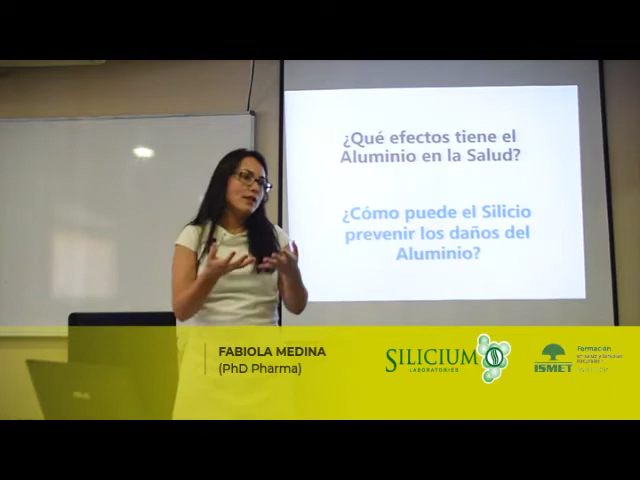 ¿Qué efectos tiene el
Aluminio en la Salud?
¿Cómo puede el Silicio
prevenir los daños del
Aluminio?
FABIOLA MEDINA
(PhD Pharma)
SILICIUM
LABORATORIES
ISMET
Formación